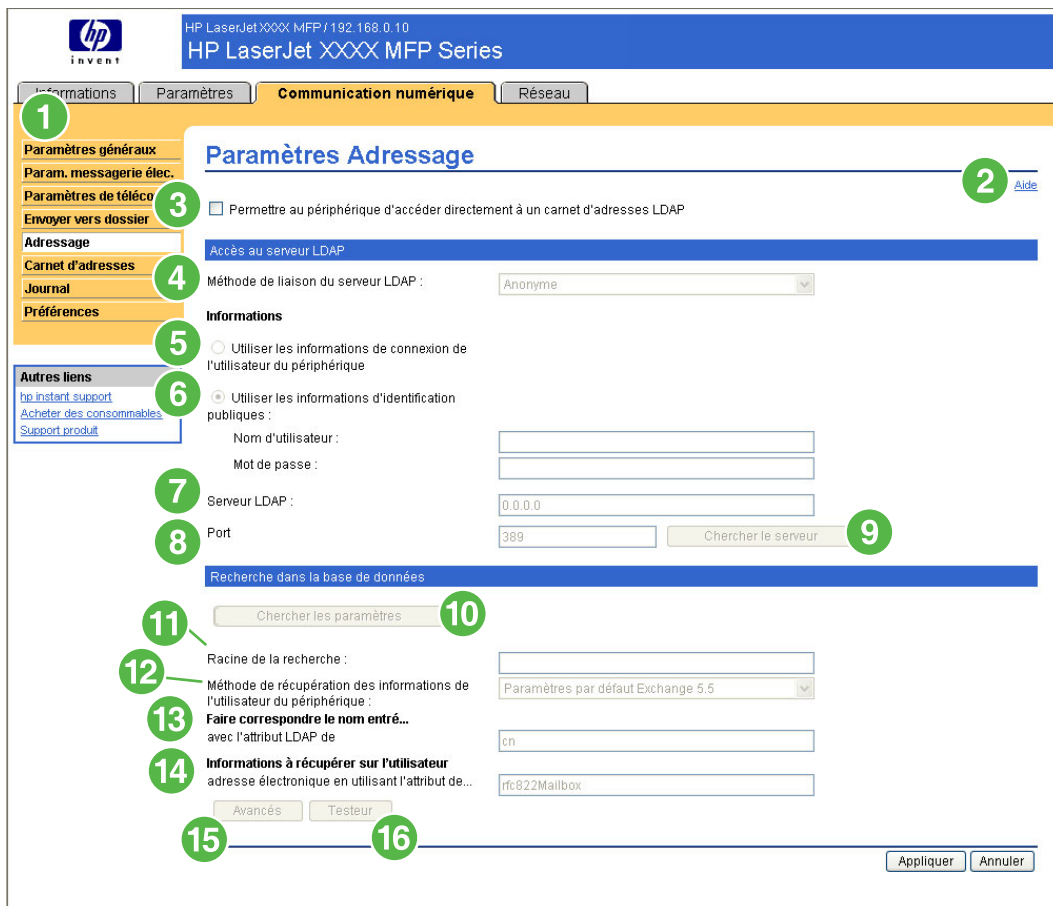 hp
invent
HP LaserJet XXXX MFP / 192.168.0.10
HP LaserJet XXXX MFP Series
Informations
Paramètres
Communication numérique
Réseau
1
Paramètres généraux
Param. messagerie élec.
Paramètres de téléco
Envoyer vers dossier
Adressage
Carnet d'adresses
Journal
Préférences
Autres liens
hp instant support
Acheter des consommables
Support produit
Paramètres Adressage
2
Aide
3
Permettre au périphérique d'accéder directement à un carnet d'adresses LDAP
Accès au serveur LDAP
4
Méthode de liaison du serveur LDAP :
Anonyme
Informations
5
Utiliser les informations de connexion de
l'utilisateur du périphérique
6
Utiliser les informations d'identification
publiques :
Nom d'utilisateur :
Mot de passe :
7
Serveur LDAP :
0.0.0.0
8
Port
389
Chercher le serveur
9
Recherche dans la base de données
Chercher les paramètres
10
11
Racine de la recherche :
12
Méthode de récupération des informations de
l'utilisateur du périphérique :
Paramètres par défaut Exchange 5.5
13
Faire correspondre le nom entré...
avec l'attribut LDAP de
cn
14
Informations à récupérer sur l'utilisateur
adresse électronique en utilisant l'attribut de...
rfc822Mailbox
Avancés
Testeur
15
16
Appliquer
Annuler